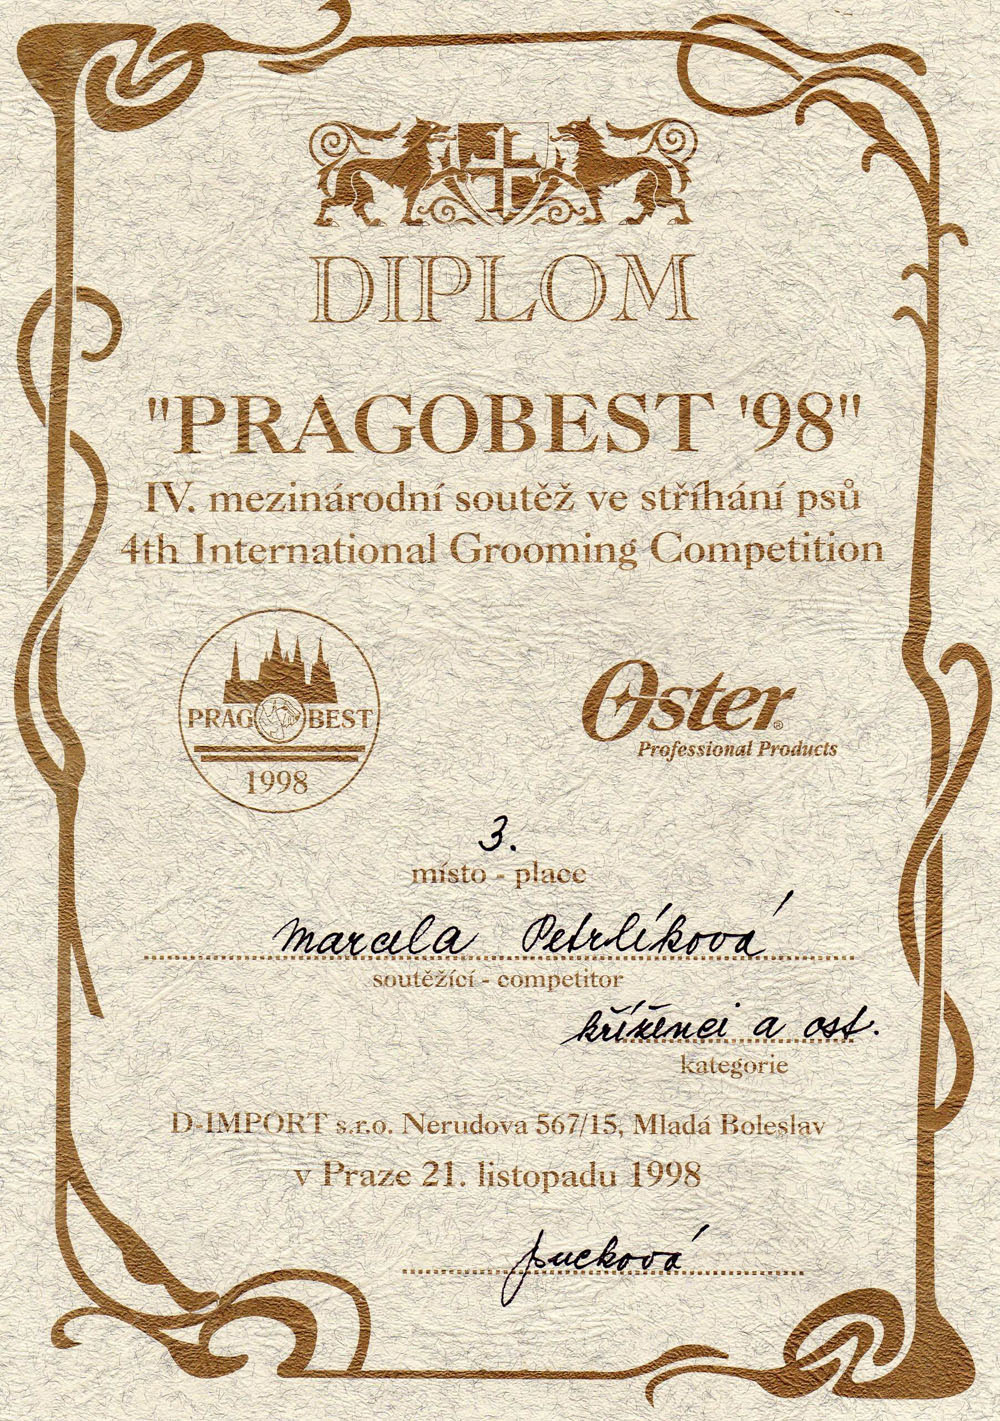 DIPLOM
"PRAGOBEST '98"
IV. mezinárodní soutěž ve stříhání psů
4th International Grooming Competition
PRAG BEST
1998
Oster®
Professional Products
3.
místo - place
Marcela Petrlíková
soutěžící - competitor
kříženci a ost.
kategorie
D-IMPORT s.r.o. Nerudova 567/15, Mladá Boleslav
v Praze 21. listopadu 1998